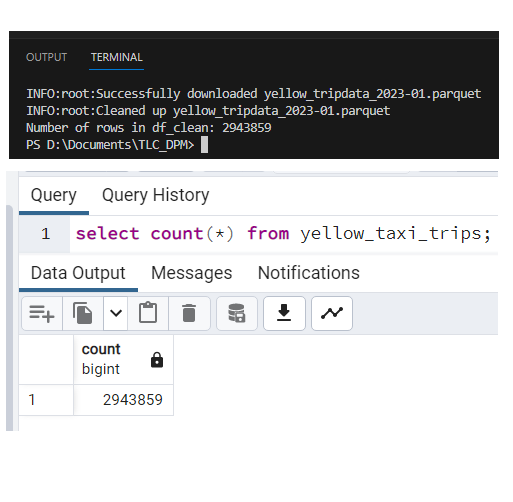 OUTPUT TERMINAL
INFO:root:Successfully downloaded yellow_tripdata_2023-01.parquet
INFO:root:Cleaned up yellow_tripdata_2023-01.parquet
Number of rows in df_clean: 2943859
PS D:\Documents\TLC_DPM>
Query Query History
1 select count(*) from yellow_taxi_trips;
Data Output Messages Notifications
count
bigint
1 2943859